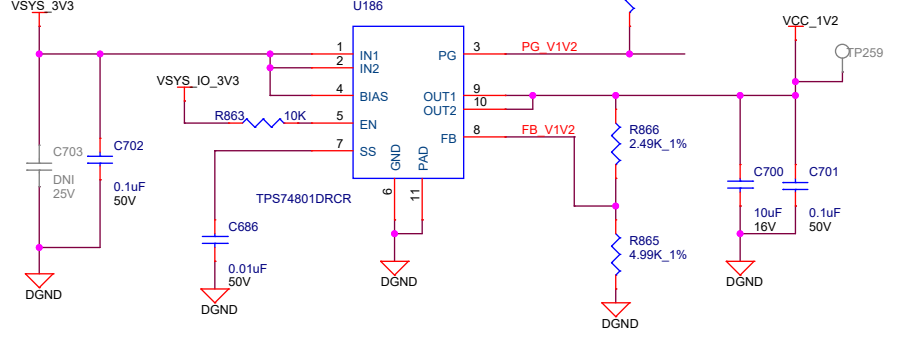 VSYS_3V3
U186
VCC_1V2
TP259
1
IN1
2
IN2
PG
3
PG_V1V2
VSYS_IO_3V3
4
BIAS
OUT1
9
OUT2
10
R863
10K
5
EN
FB
8
FB_V1V2
R866
2.49K_1%
7
SS
GND
PAD
C703
DNI
25V
C702
0.1uF
50V
6
11
TPS74801DRCR
C700
10uF
16V
C701
0.1uF
50V
C686
0.01uF
50V
R865
4.99K_1%
DGND
DGND
DGND
DGND
DGND